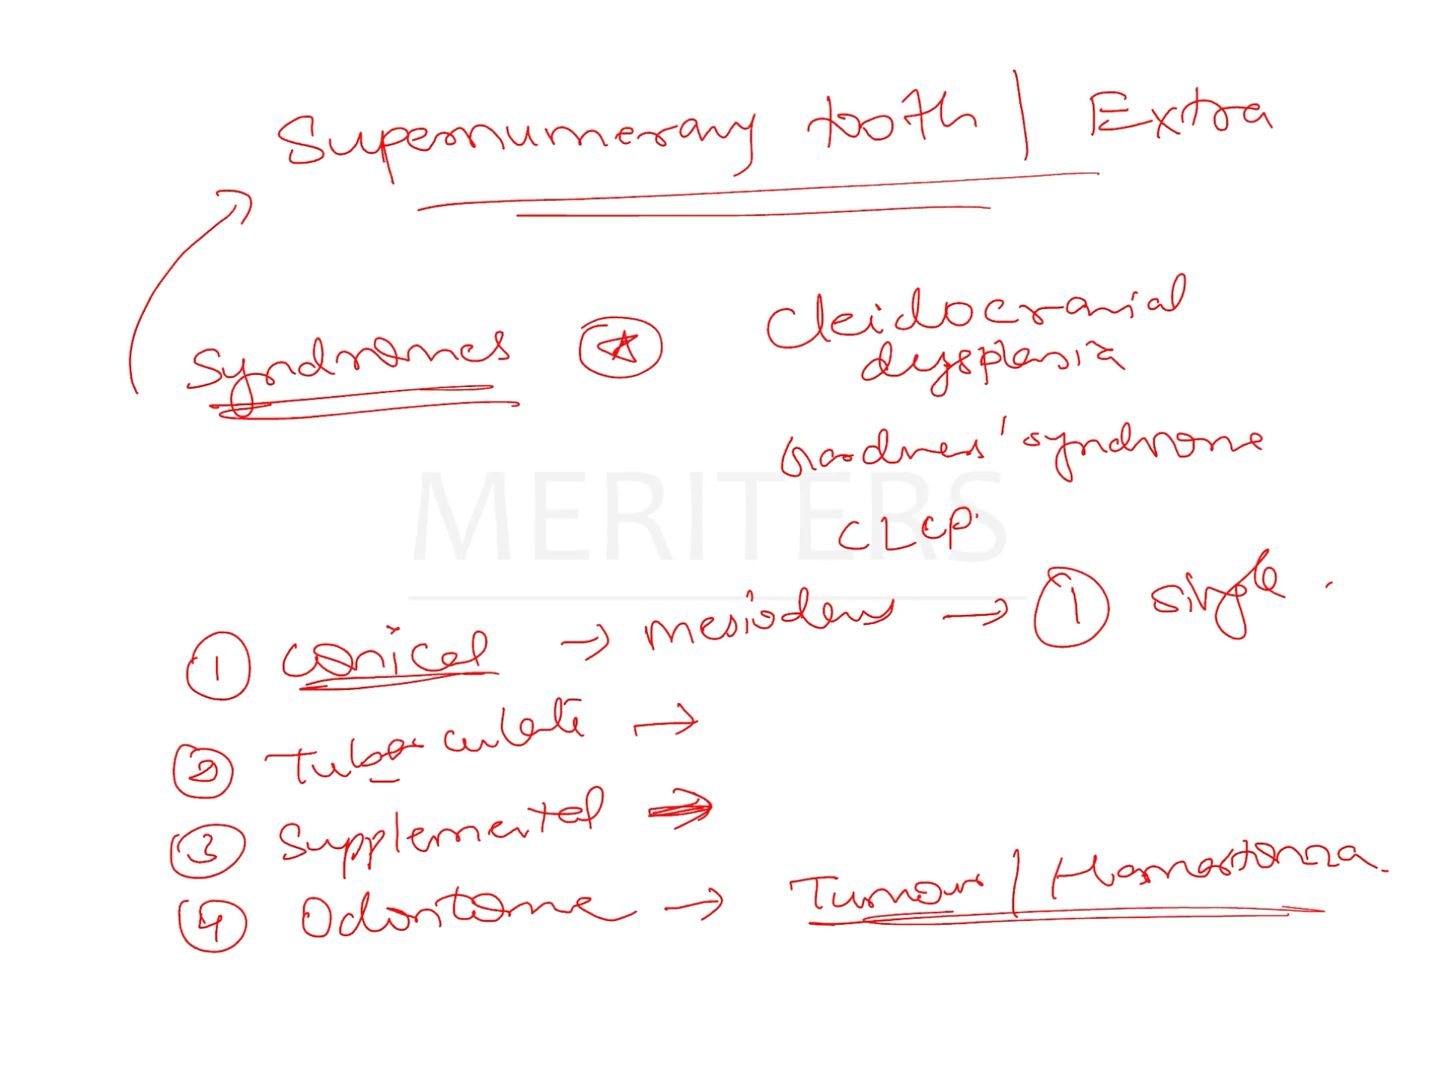 Supernumerary tooth | Extra
Syndromes
Cleidocranial
dysplasia
Gardners' syndrome
CLCP.
MERITERS
① Conical → mesiodens → ① single.
② Tuberculate →
③ Supplemental →
④ Odontome → Tumour | Hamartoma.